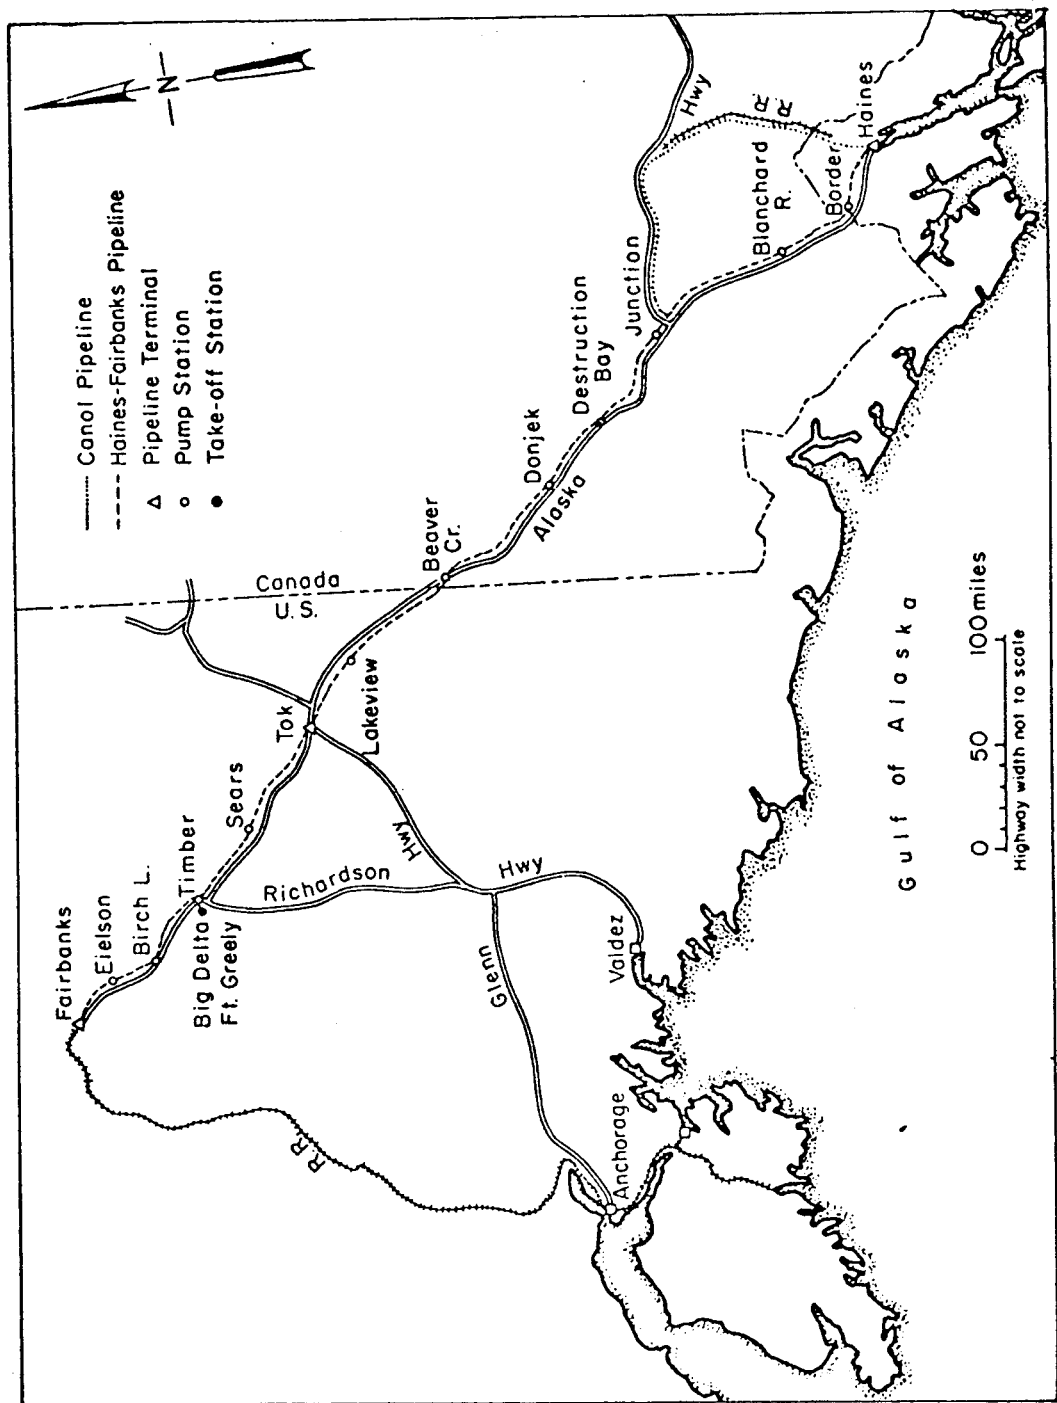 N
Canol Pipeline
Haines-Fairbanks Pipeline
Pipeline Terminal
Pump Station
Take-off Station
Fairbanks
Eielson
Birch L.
Timber
Big Delta
Ft. Greely
Sears
Tok
Lakeview
Canada
U.S.
Beaver
Cr.
Donjek
Alaska
Destruction
Bay
Junction
Hwy
R.R.
Blanchard
R.
Border
Haines
Richardson
Hwy
Hwy
Glenn
Valdez
RR
Anchorage
Gulf of Alaska
0 50 100 miles
Highway width not to scale